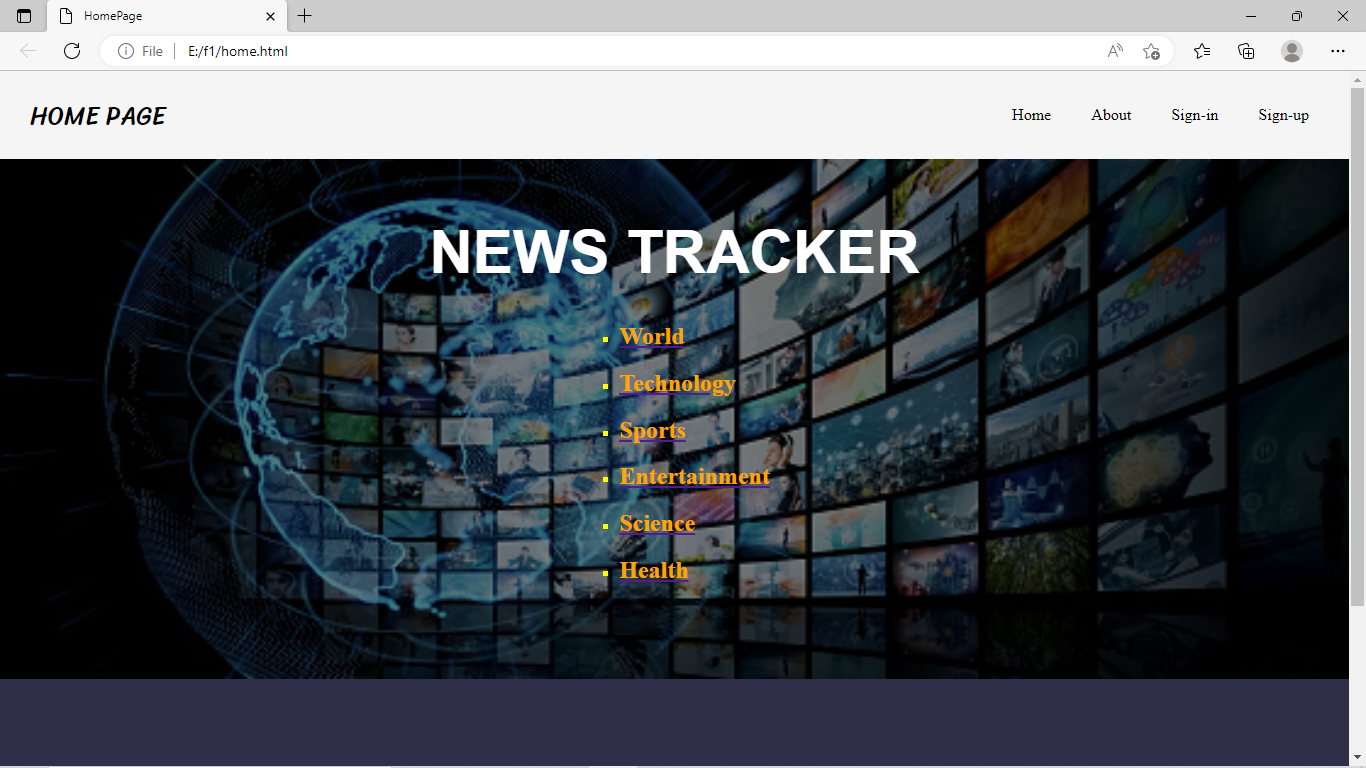 HomePage
File E:/f1/home.html
HOME PAGE
Home About Sign-in Sign-up
NEWS TRACKER
World
Technology
Sports
Entertainment
Science
Health